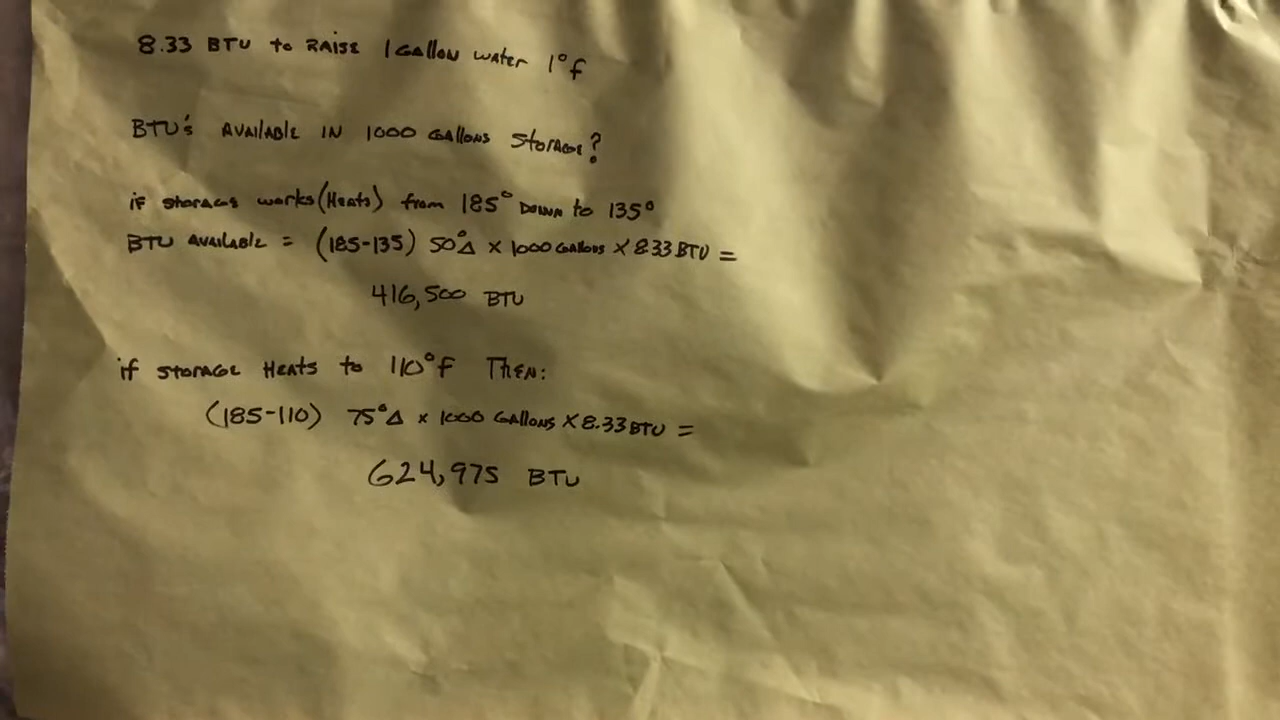 8.33 BTU to RAISE 1 GALLON water 1°f
BTU's AVAILABLE IN 1000 GALLONS STORAGE?
if STORAGE works (Heats) from 185° DOWN to 135°
BTU AVAILABLE = (185-135) 50°Δ x 1000 GALLONS x 8.33 BTU =
416,500 BTU
if STORAGE HEATS to 110°F THEN:
(185-110) 75°Δ x 1000 GALLONS x 8.33 BTU =
624,975 BTU